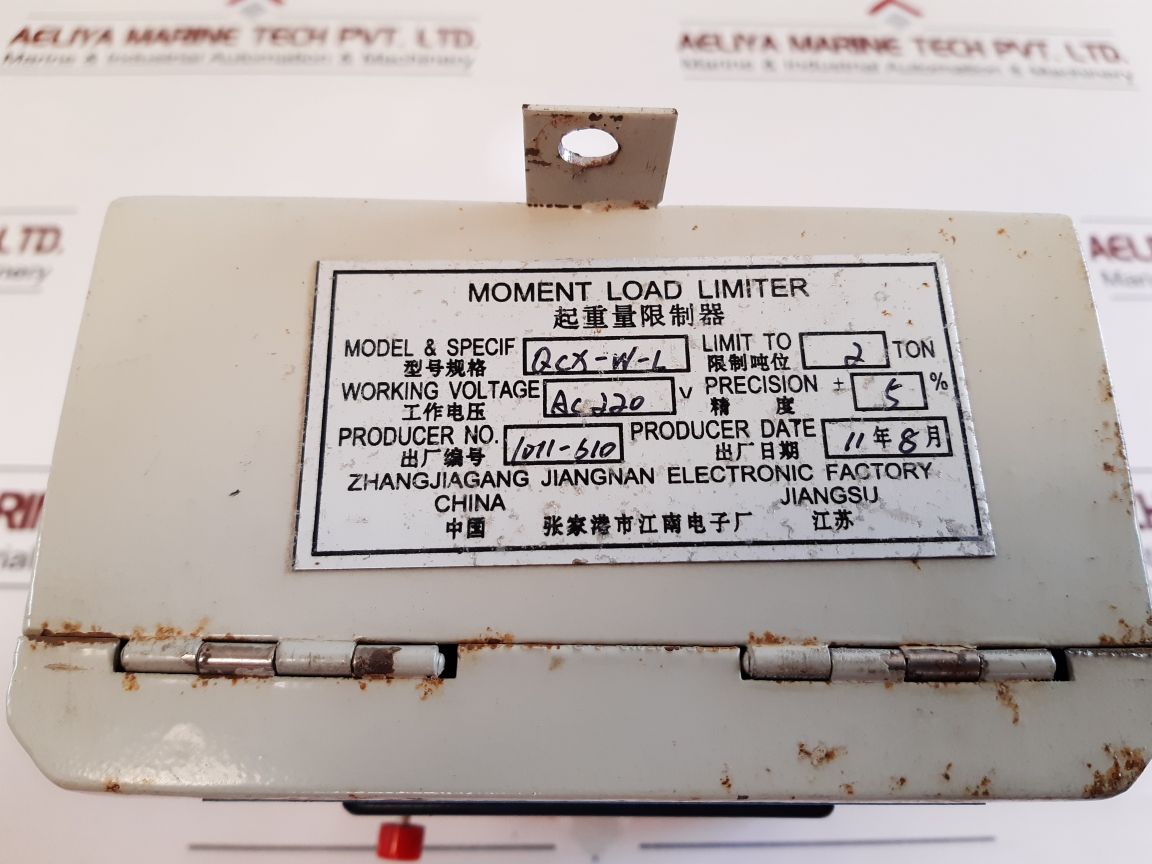 AELIYA MARINE TECH PVT. LTD.
Marine & Industrial Automation & Machinery
AELIYA MARINE TECH PVT. LTD.
Marine & Industrial Automation & Machinery
LTD.
AELIY
MOMENT LOAD LIMITER
起重量限制器
MODEL & SPECIF QCX-W-L LIMIT TO 2 TON
型号规格 限制吨位
WORKING VOLTAGE AC 220 V PRECISION ± 5 %
工作电压 精 度
PRODUCER NO. 1011-610 PRODUCER DATE 11年8月
出厂编号 出厂日期
ZHANGJIAGANG JIANGNAN ELECTRONIC FACTORY
CHINA JIANGSU
中国 张家港市江南电子厂 江苏